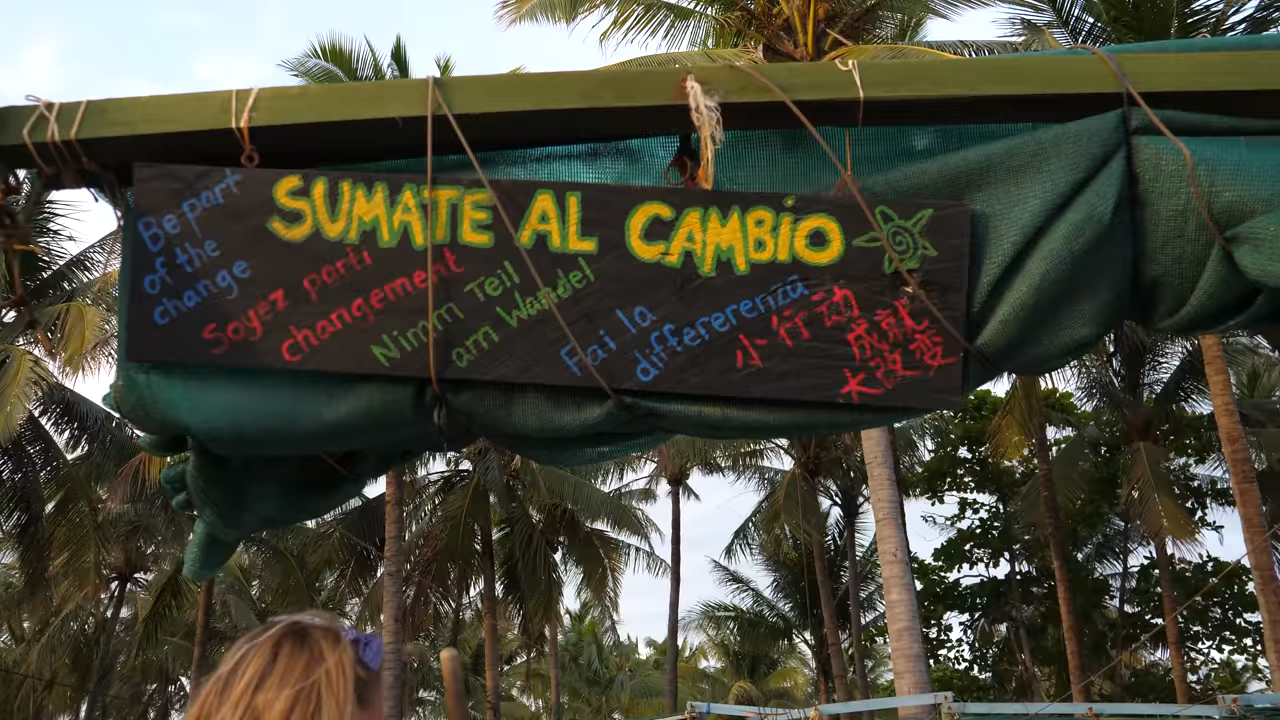 SUMATE AL CAMBIO
Be part
of the
change
Soyez parti
changement
Nimm Teil
am Wandel
Fai la
differerenza
小行动
成就
大改变